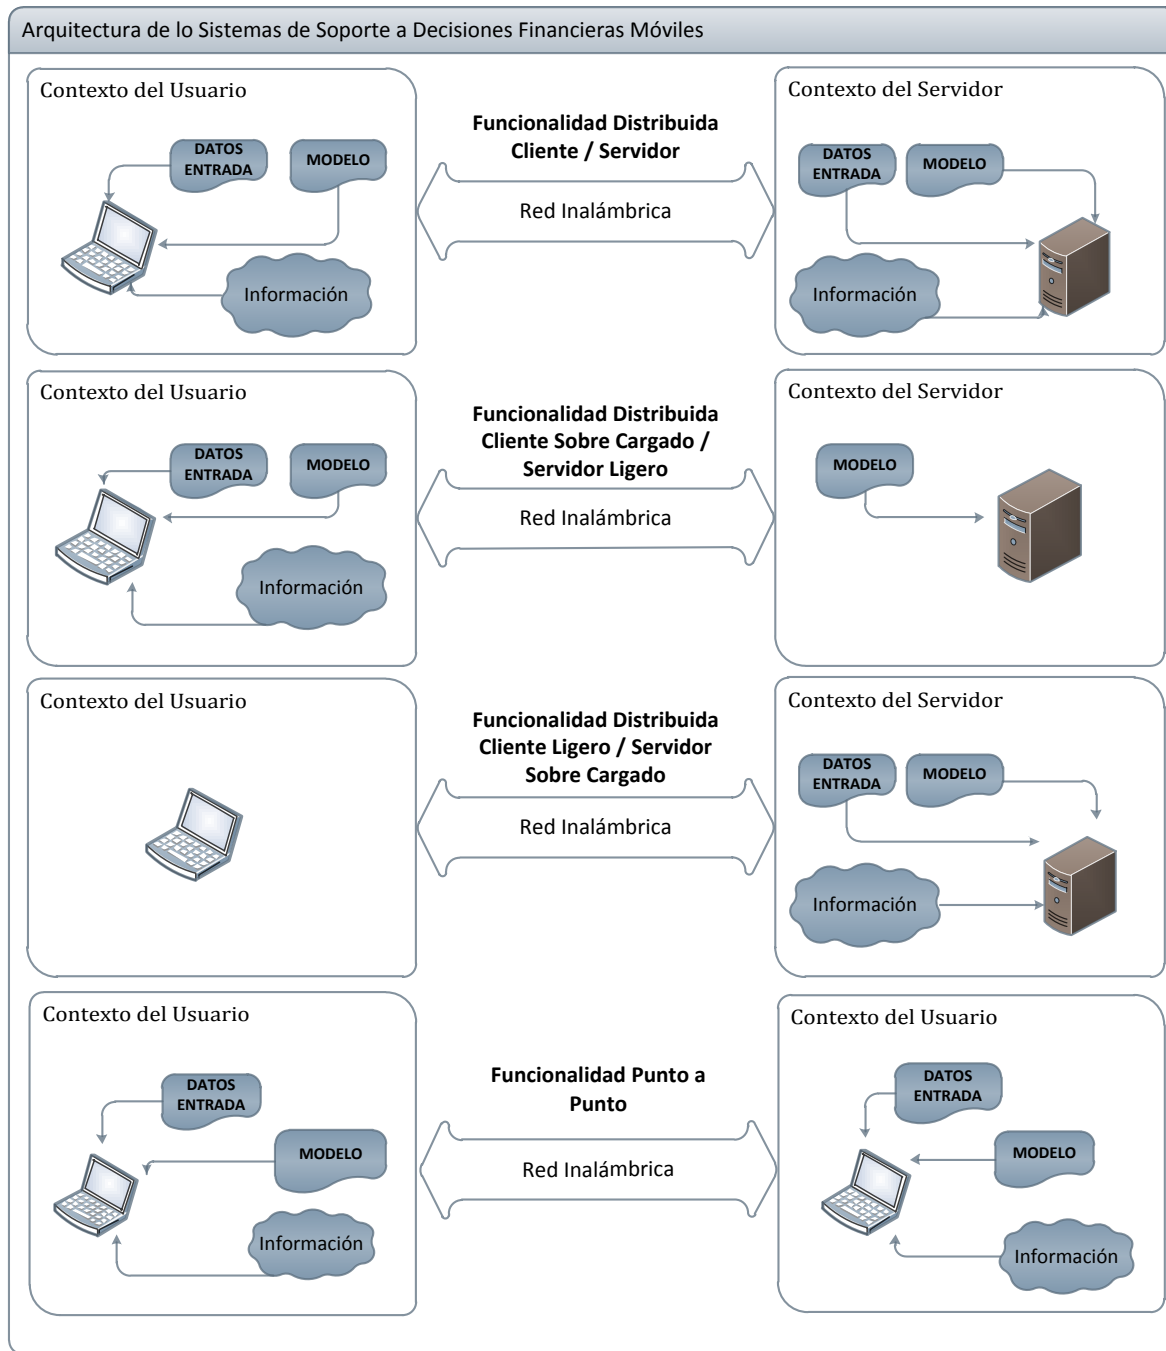 Arquitectura de lo Sistemas de Soporte a Decisiones Financieras Móviles
Contexto del Usuario
DATOS
ENTRADA
MODELO
Información
Funcionalidad Distribuida
Cliente / Servidor
Red Inalámbrica
Contexto del Servidor
DATOS
ENTRADA
MODELO
Información
Contexto del Usuario
DATOS
ENTRADA
MODELO
Información
Funcionalidad Distribuida
Cliente Sobre Cargado /
Servidor Ligero
Red Inalámbrica
Contexto del Servidor
MODELO
Contexto del Usuario
Funcionalidad Distribuida
Cliente Ligero / Servidor
Sobre Cargado
Red Inalámbrica
Contexto del Servidor
DATOS
ENTRADA
MODELO
Información
Contexto del Usuario
DATOS
ENTRADA
MODELO
Información
Funcionalidad Punto a
Punto
Red Inalámbrica
Contexto del Usuario
DATOS
ENTRADA
MODELO
Información